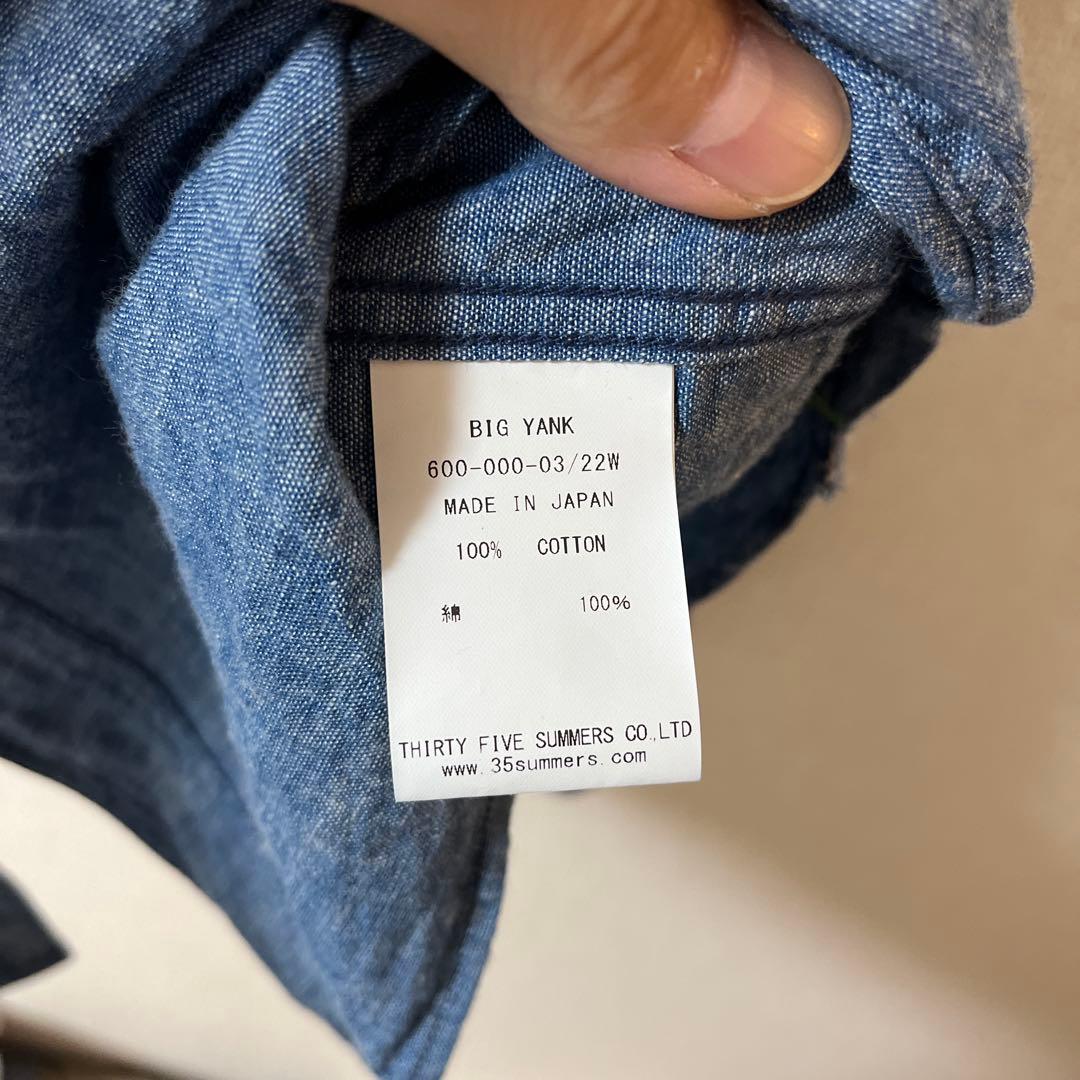 BIG YANK
600-000-03/22W
MADE IN JAPAN
100% COTTON
綿 100%
THIRTY FIVE SUMMERS CO.,LTD
www.35summers.com